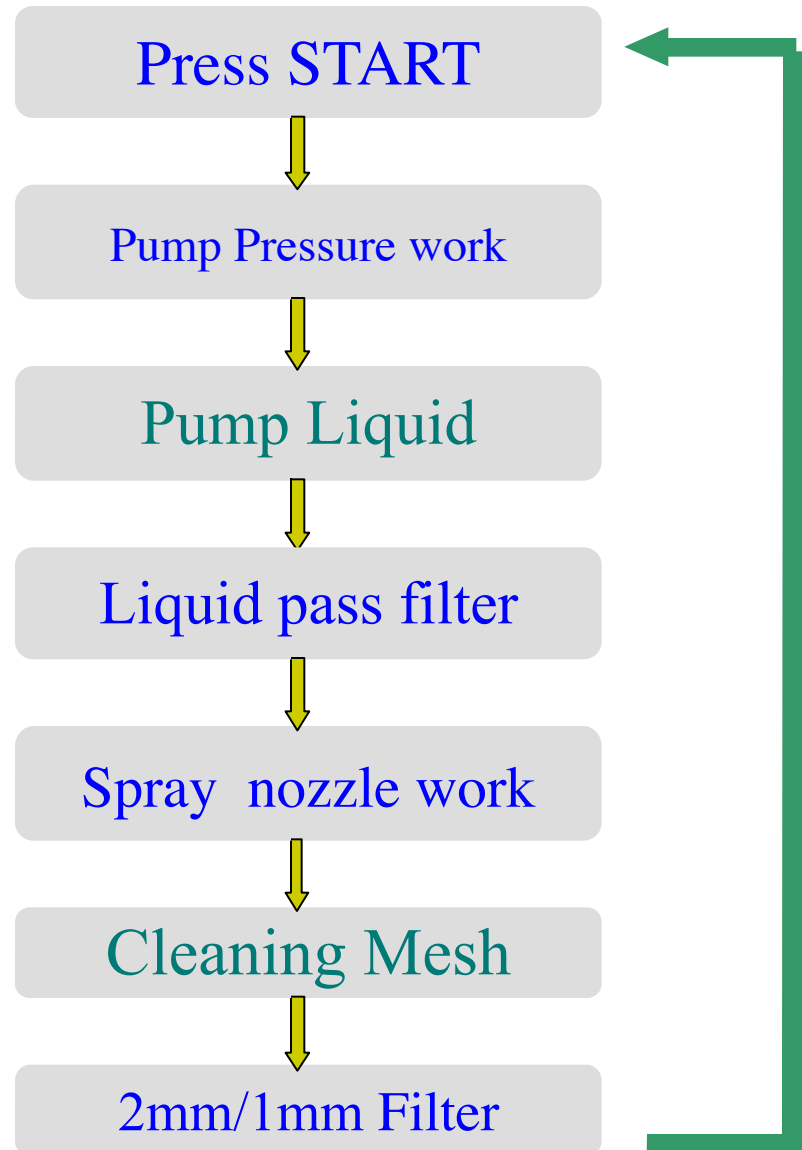 Press START
Pump Pressure work
Pump Liquid
Liquid pass filter
Spray  nozzle work
Cleaning Mesh
2mm/1mm Filter